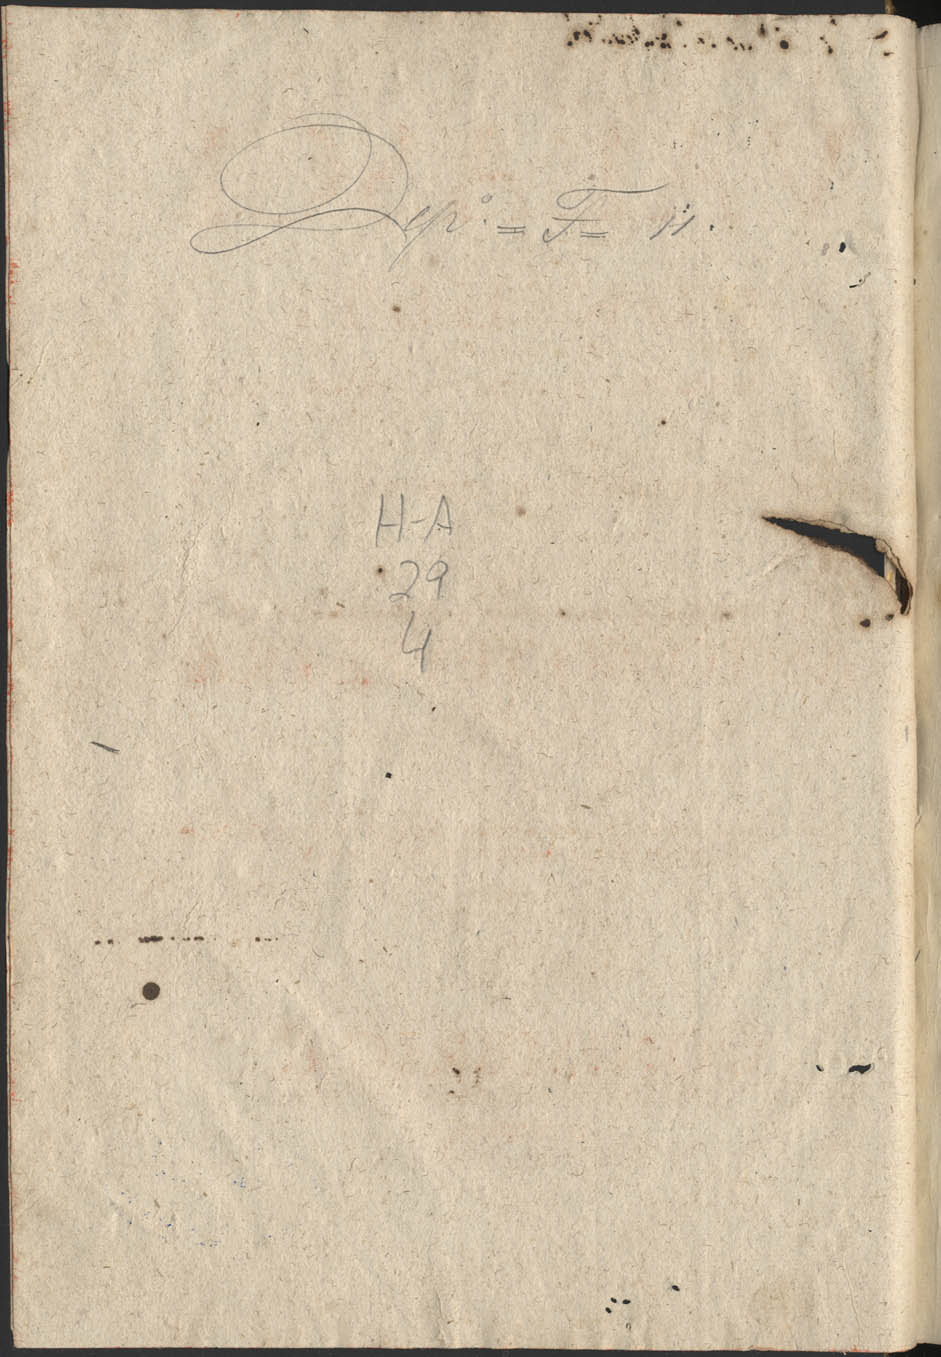 Dep.º = F= 11.
H-A
29
4